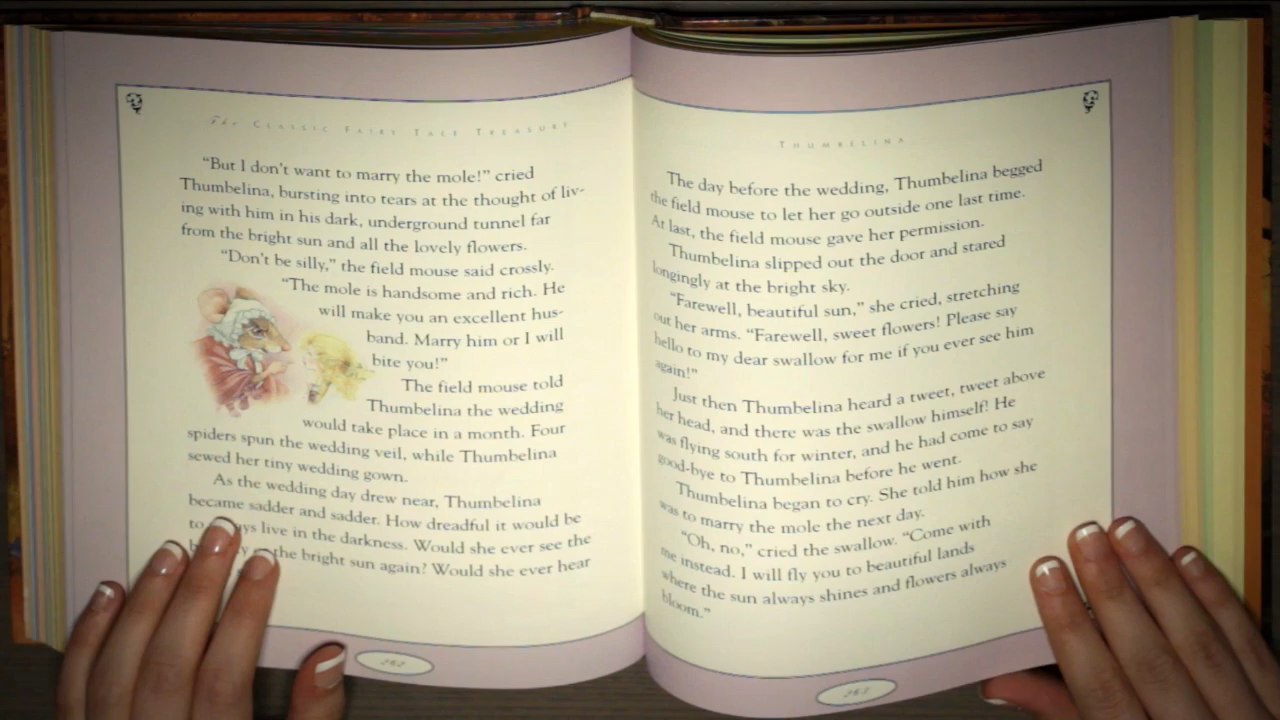 The Classic Fairy Tale Treasury
"But I don't want to marry the mole!" cried
Thumbelina, bursting into tears at the thought of liv-
ing with him in his dark, underground tunnel far
from the bright sun and all the lovely flowers.
"Don't be silly," the field mouse said crossly.
"The mole is handsome and rich. He
will make you an excellent hus-
band. Marry him or I will
bite you!"
The field mouse told
Thumbelina the wedding
would take place in a month. Four
spiders spun the wedding veil, while Thumbelina
sewed her tiny wedding gown.
As the wedding day drew near, Thumbelina
became sadder and sadder. How dreadful it would be
to live in the darkness. Would she ever see the
the bright sun again? Would she ever hear
252
Thumbelina
The day before the wedding, Thumbelina begged
the field mouse to let her go outside one last time.
At last, the field mouse gave her permission.
Thumbelina slipped out the door and stared
longingly at the bright sky.
"Farewell, beautiful sun," she cried, stretching
out her arms. "Farewell, sweet flowers! Please say
hello to my dear swallow for me if you ever see him
again!"
Just then Thumbelina heard a tweet, tweet above
her head, and there was the swallow himself! He
was flying south for winter, and he had come to say
good-bye to Thumbelina before he went.
Thumbelina began to cry. She told him how she
was to marry the mole the next day.
"Oh, no," cried the swallow. "Come with
me instead. I will fly you to beautiful lands
where the sun always shines and flowers always
bloom."
253